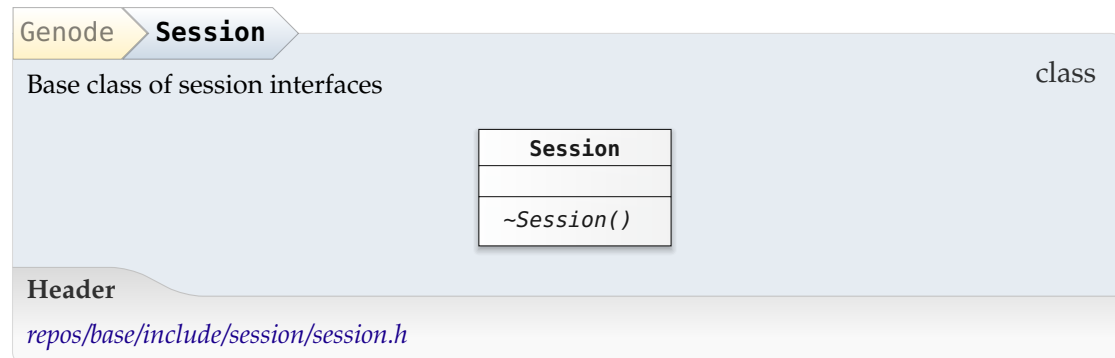 Genode Session
class
Base class of session interfaces
Session
~Session()
Header
repos/base/include/session/session.h